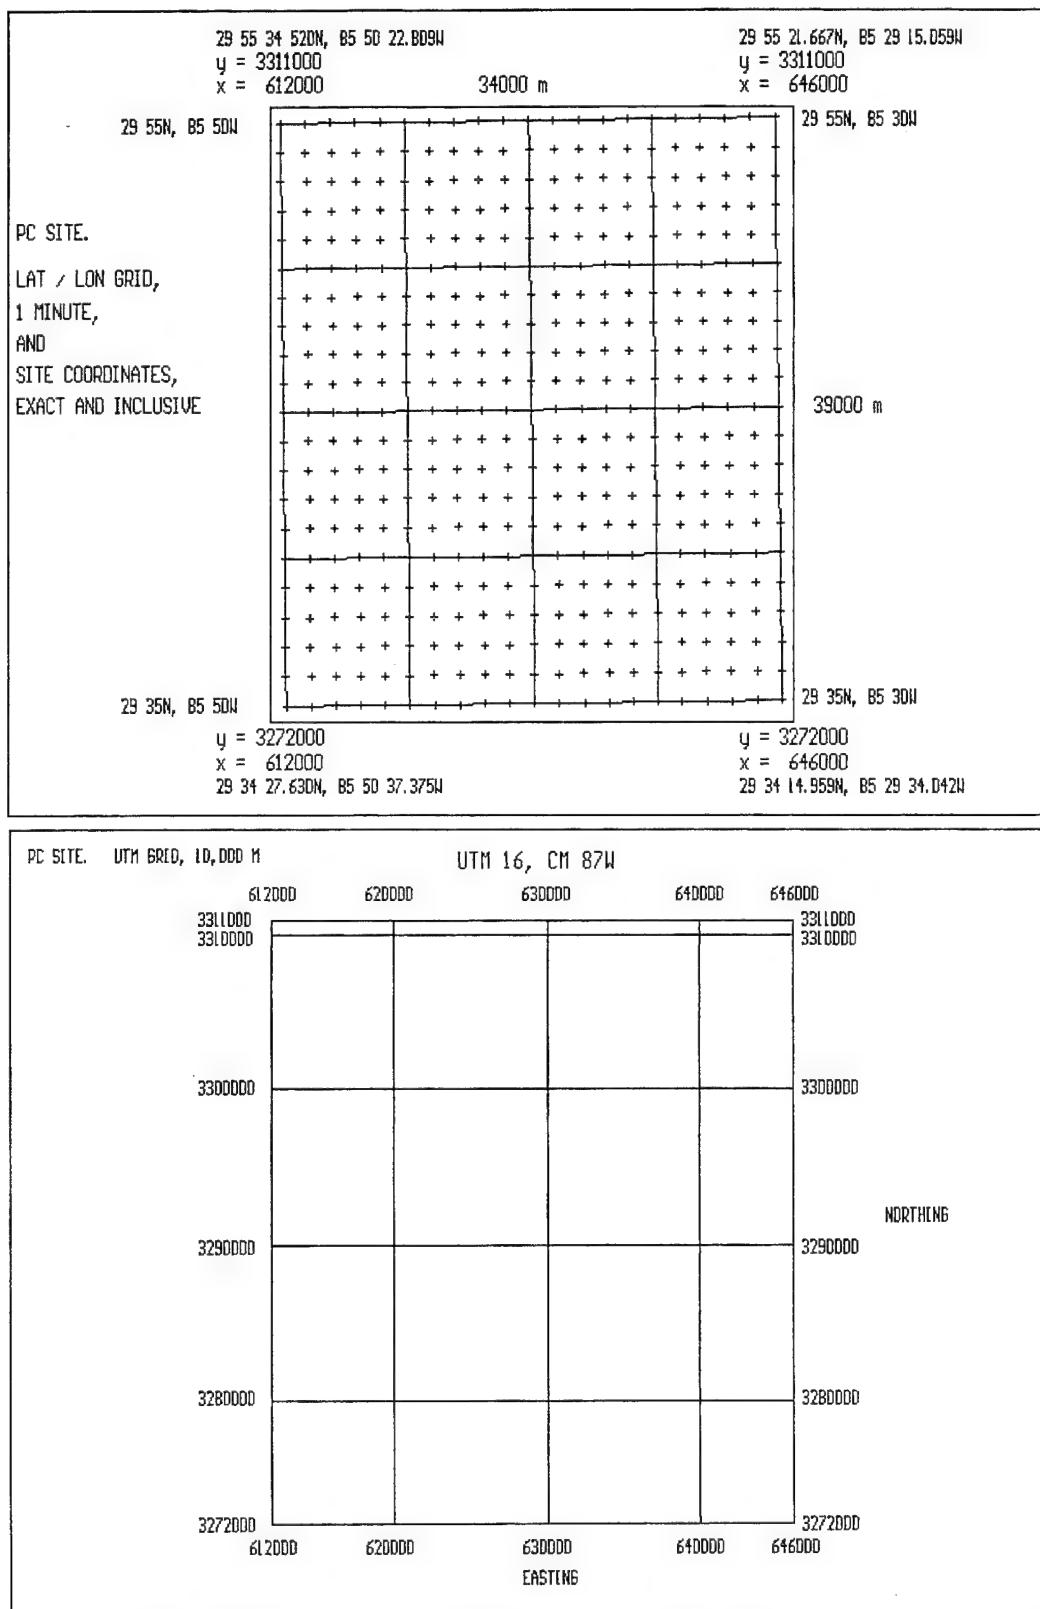 29 55 34 520N, 85 50 22.809W
29 55 21.667N, 85 29 15.059W
y = 3311000
y = 3311000
x = 612000
34000 m
x = 646000
29 55N, 85 50W
29 55N, 85 30W
PC SITE.
LAT / LON GRID,
1 MINUTE,
AND
SITE COORDINATES,
EXACT AND INCLUSIVE
39000 m
29 35N, 85 50W
29 35N, 85 30W
y = 3272000
y = 3272000
x = 612000
x = 646000
29 34 27.630N, 85 50 37.375W
29 34 14.959N, 85 29 34.042W
PC SITE. UTM GRID, 10,000 M
UTM 16, CM 87W
612000 620000 630000 640000 646000
3311000 3311000
3310000 3310000
3300000 3300000
NORTHING
3290000 3290000
3280000 3280000
3272000 3272000
612000 620000 630000 640000 646000
EASTING